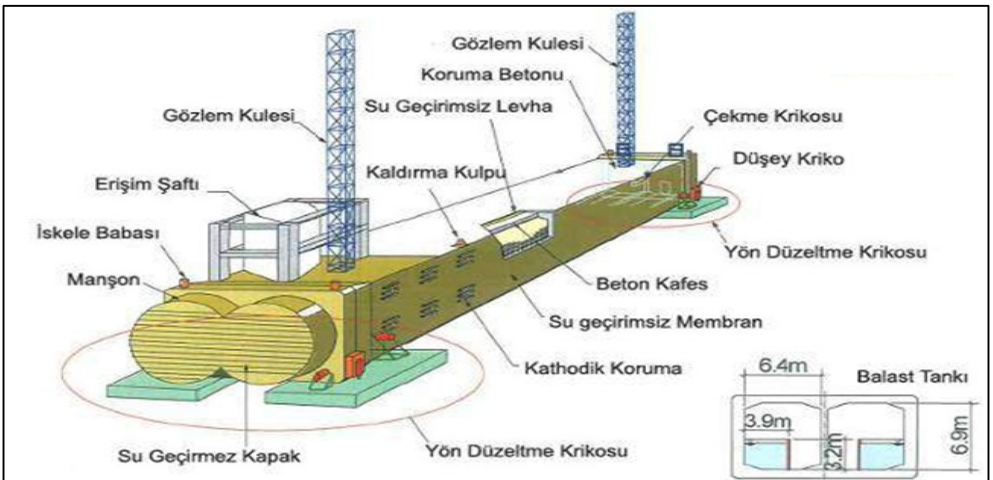 Gözlem Kulesi
Koruma Betonu
Su Geçirimsiz Levha
Gözlem Kulesi
Çekme Krikosu
Düşey Kriko
Kaldırma Kulpu
Erişim Şaftı
İskele Babası
Manşon
Yön Düzeltme Krikosu
Beton Kafes
Su geçirimsiz Membran
Kathodik Koruma
Su Geçirmez Kapak
Yön Düzeltme Krikosu
6.4m
Balast Tankı
3.9m
3.2m
6.9m